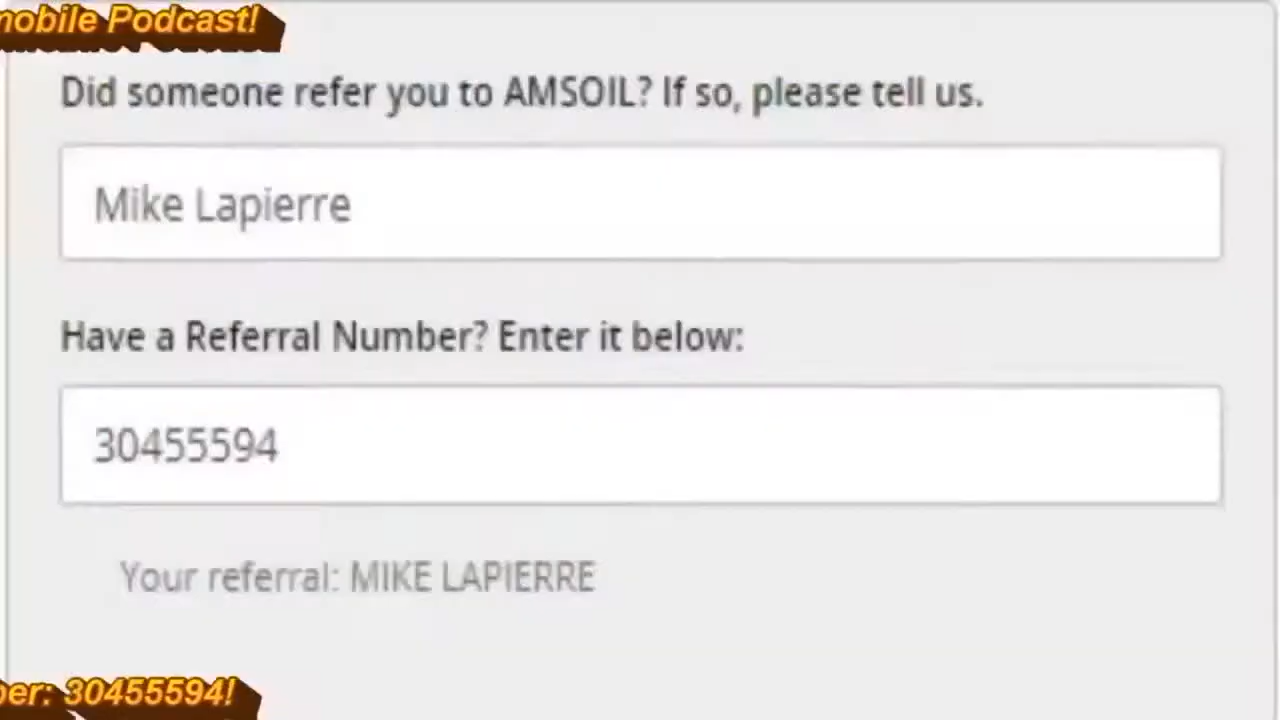 mobile Podcast!
Did someone refer you to AMSOIL? If so, please tell us.
Mike Lapierre
Have a Referral Number? Enter it below:
30455594
Your referral: MIKE LAPIERRE
ber: 30455594!